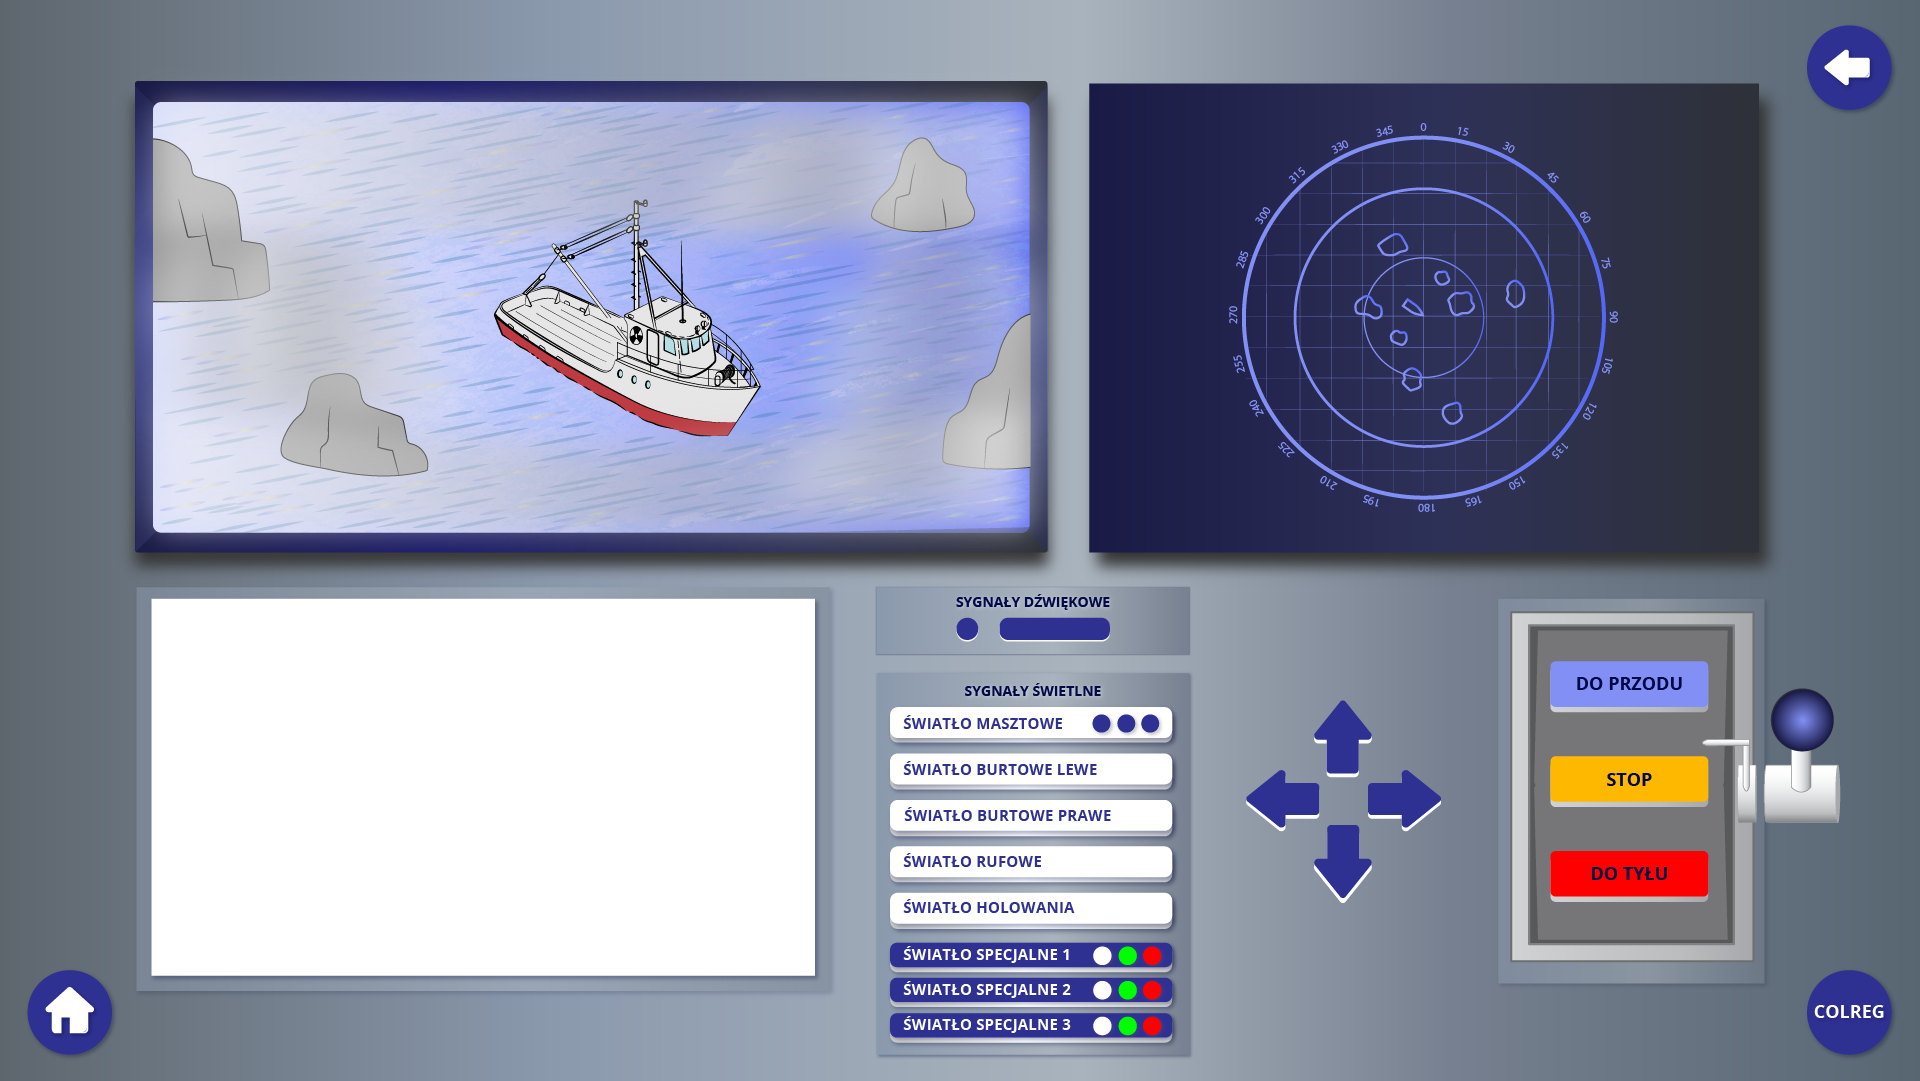 0
15
30
45
60
75
90
105
120
135
150
165
180
195
210
225
240
255
270
285
300
315
330
345
SYGNAŁY DŹWIĘKOWE
SYGNAŁY ŚWIETLNE
ŚWIATŁO MASZTOWE
ŚWIATŁO BURTOWE LEWE
ŚWIATŁO BURTOWE PRAWE
ŚWIATŁO RUFOWE
ŚWIATŁO HOLOWANIA
ŚWIATŁO SPECJALNE 1
ŚWIATŁO SPECJALNE 2
ŚWIATŁO SPECJALNE 3
DO PRZODU
STOP
DO TYŁU
COLREG